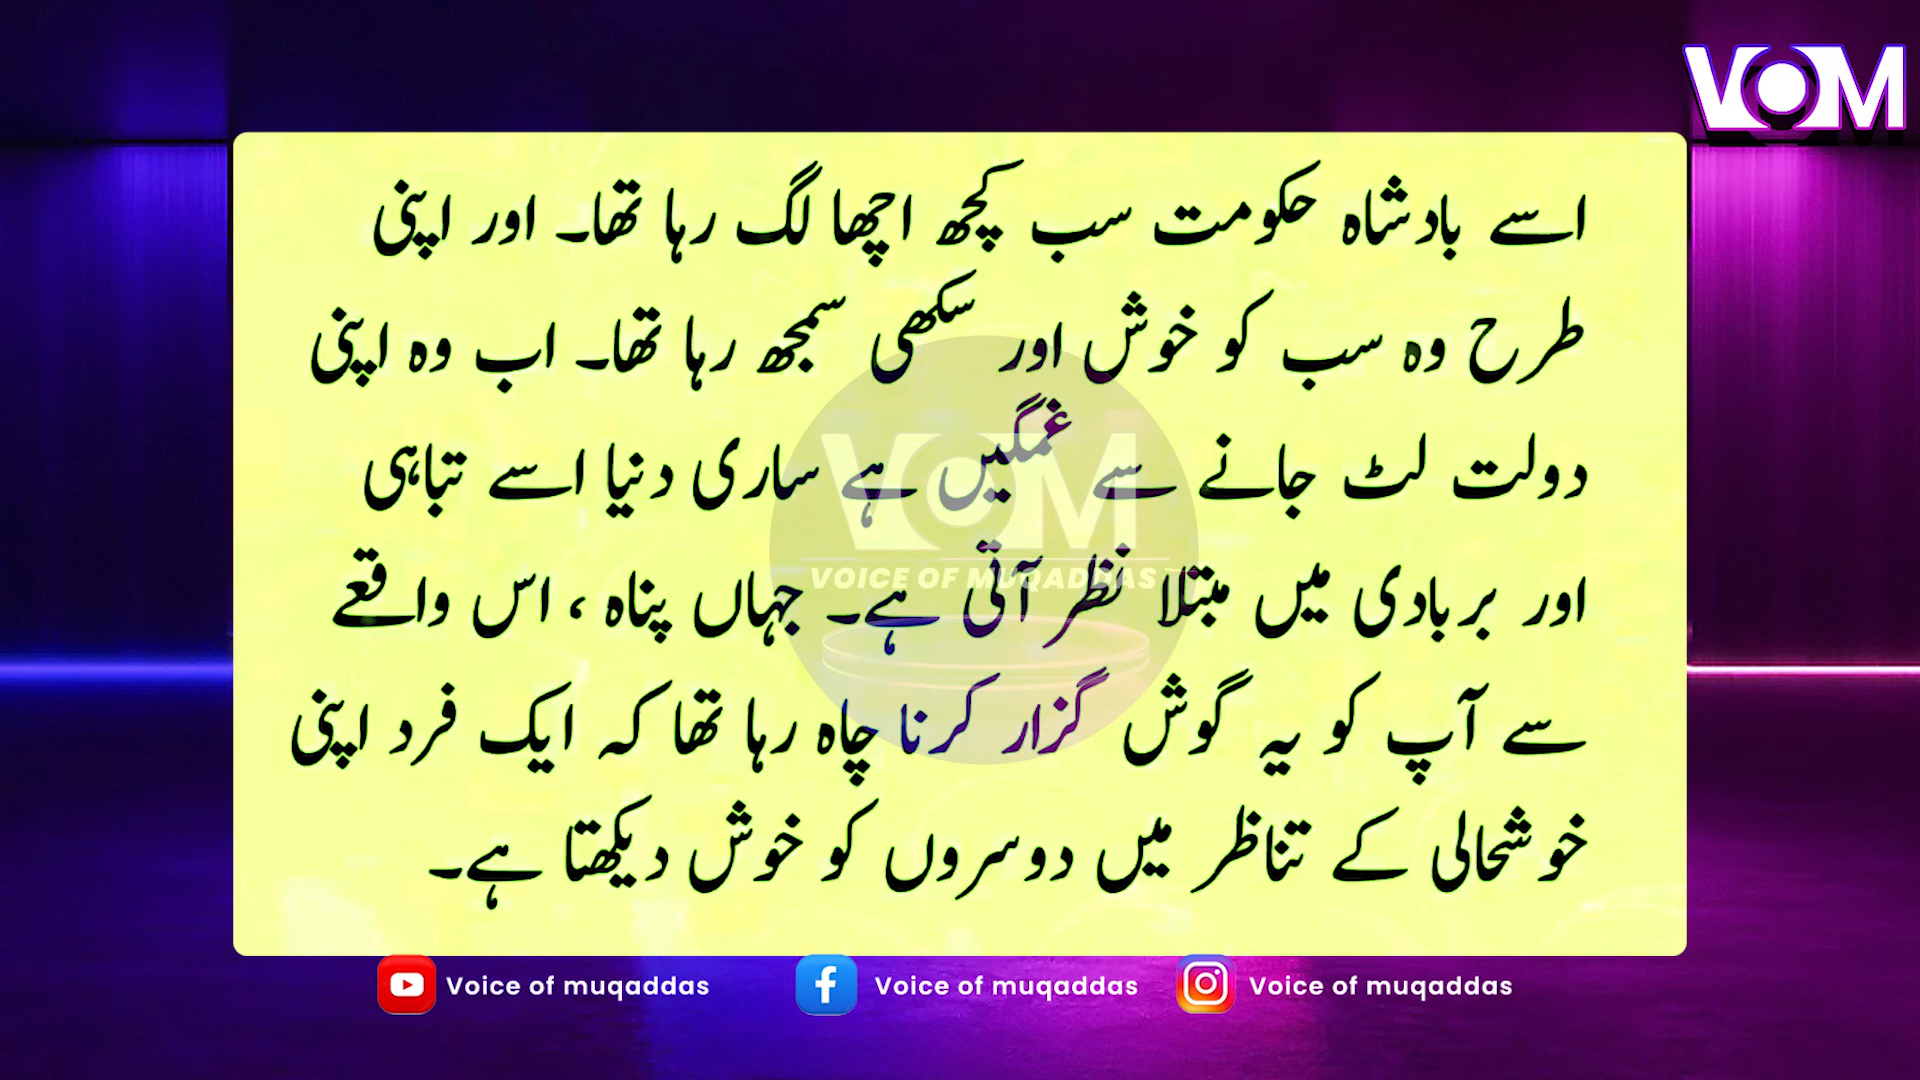 VOM
اسے بادشاہ حکومت سب کچھ اچھا لگ رہا تھا۔ اور اپنی
طرح وہ سب کو خوش اور سکھی سمجھ رہا تھا۔ اب وہ اپنی
دولت لٹ جانے سے غمگیں ہے ساری دنیا اسے تباہی
اور بربادی میں مبتلا نظر آتی ہے۔ جہاں پناہ ، اس واقعے
سے آپ کو یہ گوش گزار کرنا چاہ رہا تھا کہ ایک فرد اپنی
خوشحالی کے تناظر میں دوسروں کو خوش دیکھتا ہے۔
VOM
VOICE OF MUQADDAS
Voice of muqaddas Voice of muqaddas Voice of muqaddas